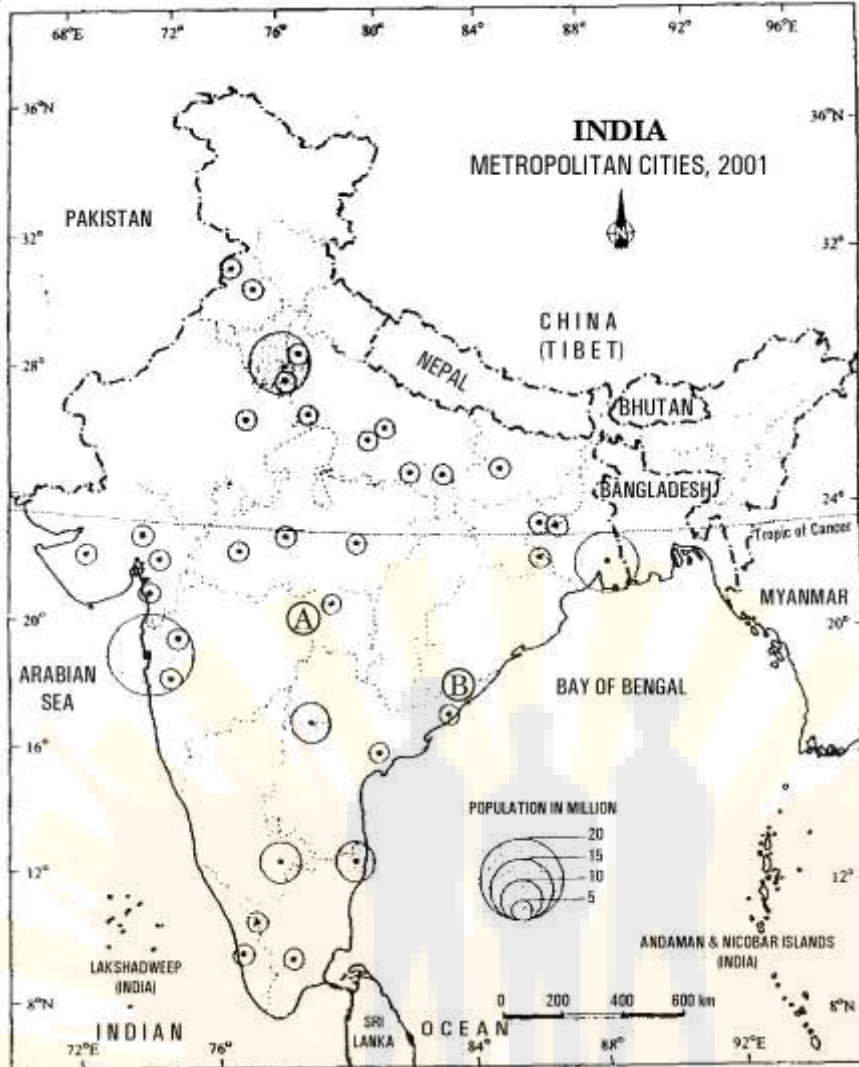 68°E 72° 76° 80° 84° 88° 92° 96°E
36°N 36°N
INDIA
METROPOLITAN CITIES, 2001
N
PAKISTAN
32° 32°
CHINA
(TIBET)
28°
NEPAL
BHUTAN
BANGLADESH
24°
Tropic of Cancer
MYANMAR
20° 20°
A
ARABIAN
SEA
B
BAY OF BENGAL
16° 16°
POPULATION IN MILLION
20
15
10
5
12° 12°
ANDAMAN & NICOBAR ISLANDS
(INDIA)
LAKSHADWEEP
(INDIA)
0 200 400 600 km
8°N 8°N
INDIAN OCEAN
SRI
LANKA
72°E 76° 84° 88° 92°E